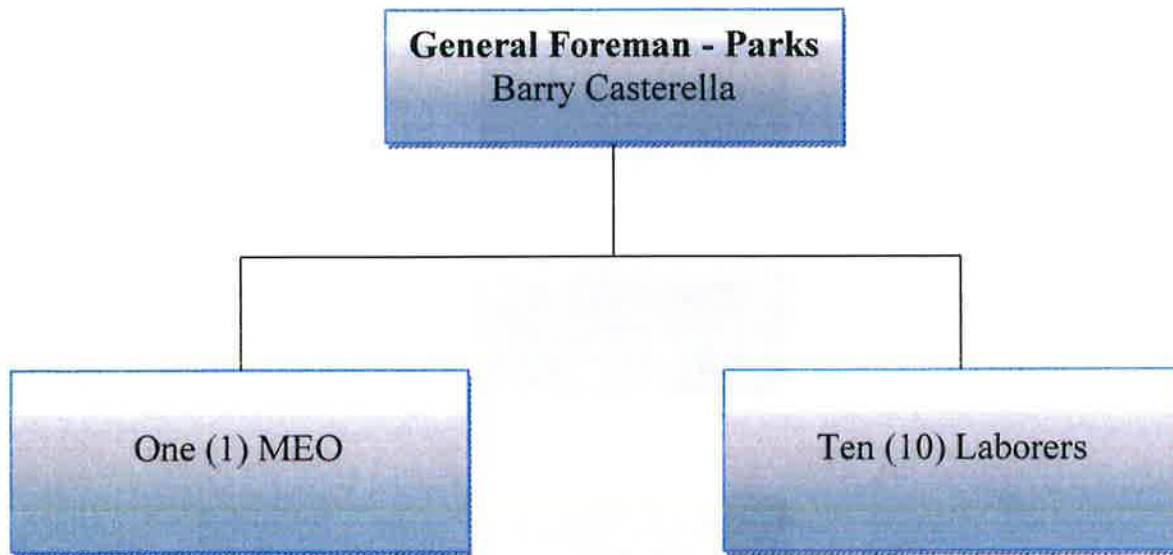 General Foreman - Parks
Barry Casterella
One (1) MEO
Ten (10) Laborers